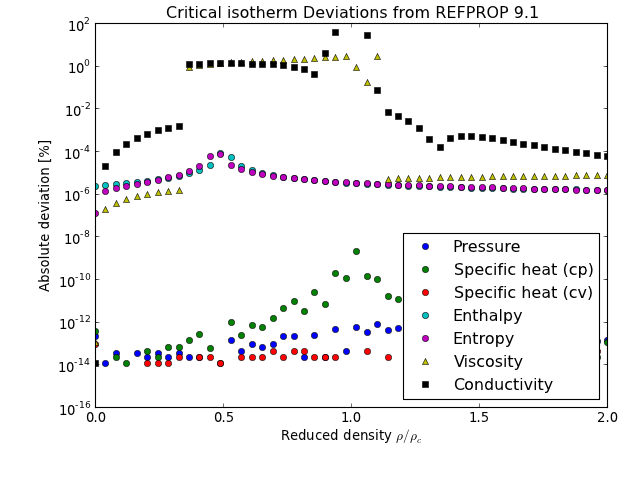 Critical isotherm Deviations from REFPROP 9.1
Absolute deviation [%]
10^2
10^0
10^-2
10^-4
10^-6
10^-8
10^-10
10^-12
10^-14
10^-16
Pressure
Specific heat (cp)
Specific heat (cv)
Enthalpy
Entropy
Viscosity
Conductivity
0.0 0.5 1.0 1.5 2.0
Reduced density ρ/ρ_c